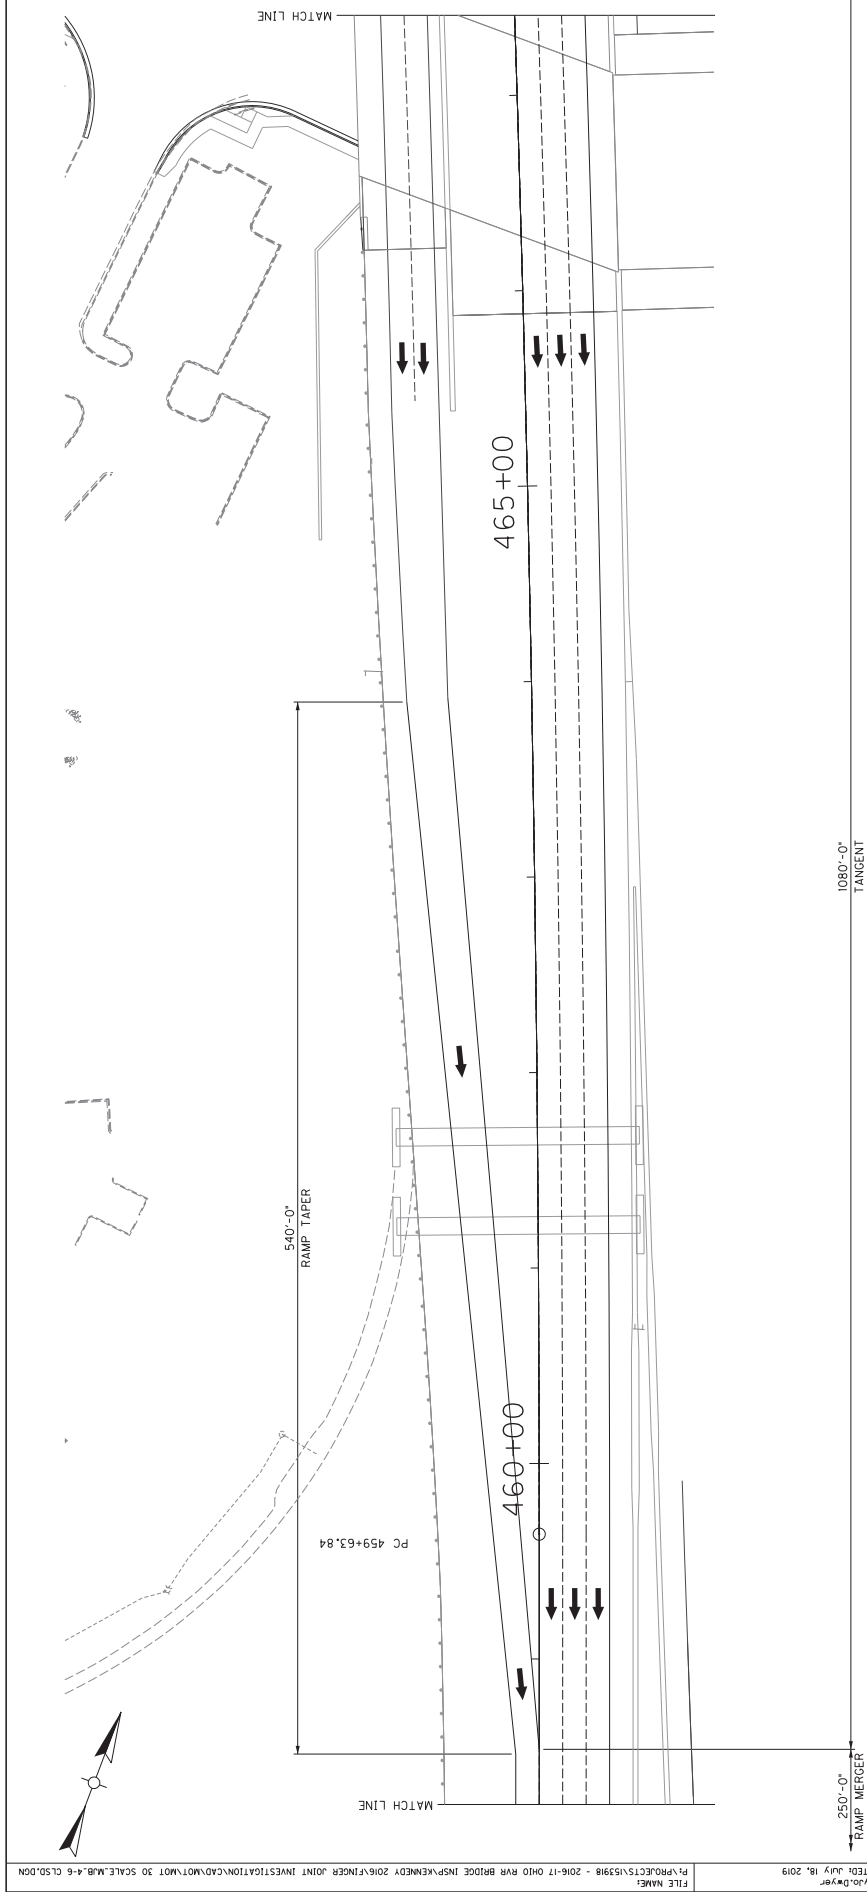 MATCH LINE
465+00
1080'-0"
TANGENT
540'-0"
RAMP TAPER
460+00
PC 459+63.84
MATCH LINE
250'-0"
RAMP MERGER
FILE NAME:
P:\PROJECTS\153918 - 2016-17 OHIO RVR BRIDGE INSP\KENNEDY 2016\FINGER JOINT INVESTIGATION\CAD\MOT\MOT 30 SCALE_MJB_4-6 CLSD.DGN
July 18, 2019